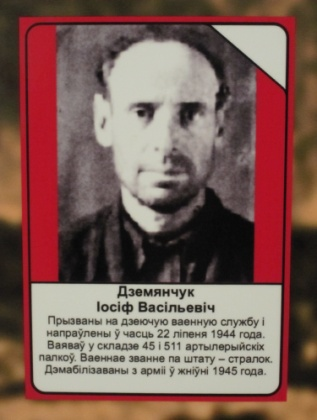 Дземянчук
Іосіф Васільевіч
Прызваны на дзеючую ваенную службу і
напраўлены ў часць 22 ліпеня 1944 года.
Ваяваў у складзе 45 і 511 артылерыйскіх
палкоў. Ваеннае званне па штату – стралок.
Дэмабілізаваны з арміі ў жніўні 1945 года.